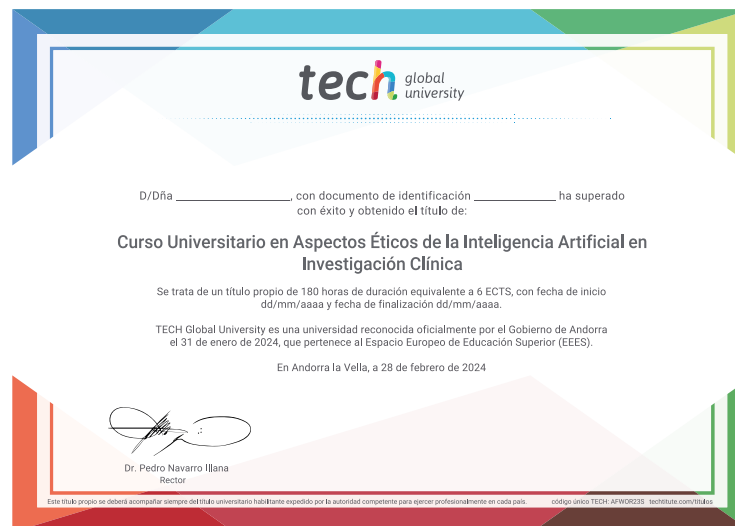 tech global
university
D/Dña ___________________, con documento de identificación ______________ ha superado
con éxito y obtenido el título de:
Curso Universitario en Aspectos Éticos de la Inteligencia Artificial en
Investigación Clínica
Se trata de un título propio de 180 horas de duración equivalente a 6 ECTS, con fecha de inicio
dd/mm/aaaa y fecha de finalización dd/mm/aaaa.
TECH Global University es una universidad reconocida oficialmente por el Gobierno de Andorra
el 31 de enero de 2024, que pertenece al Espacio Europeo de Educación Superior (EEES).
En Andorra la Vella, a 28 de febrero de 2024
Dr. Pedro Navarro Illana
Rector
Este título propio se deberá acompañar siempre del título universitario habilitante expedido por la autoridad competente para ejercer profesionalmente en cada país. código único TECH: AFWOR23S techtitute.com/titulos